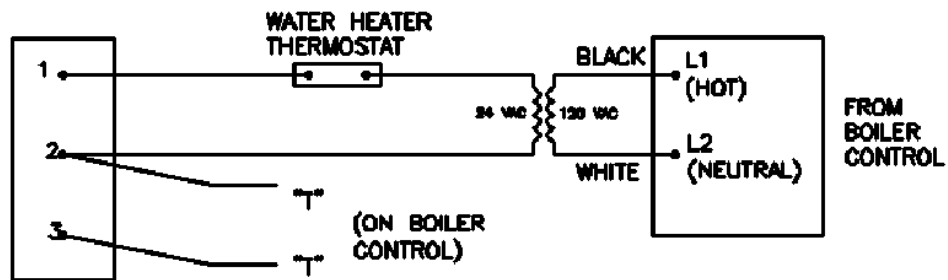 WATER HEATER
THERMOSTAT
1
2
3
"T"
"T"
(ON BOILER
CONTROL)
24 VAC
120 VAC
BLACK
WHITE
L1
(HOT)
L2
(NEUTRAL)
FROM
BOILER
CONTROL